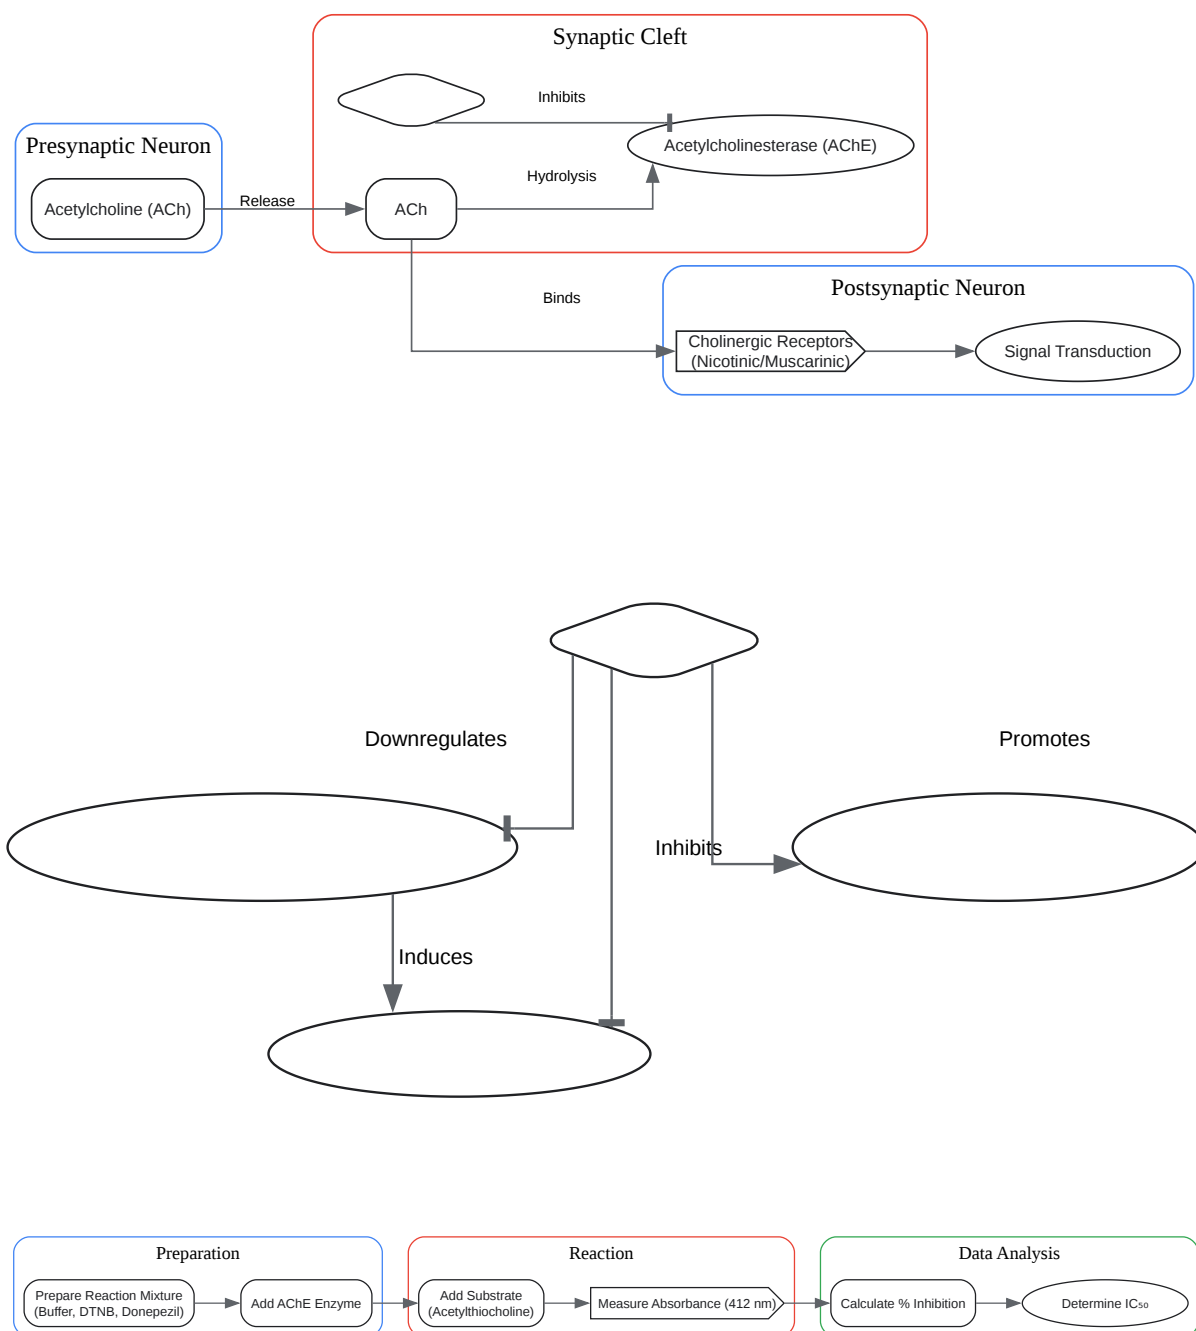 Synaptic Cleft
Inhibits
Presynaptic Neuron
Acetylcholinesterase (AChE)
Hydrolysis
Acetylcholine (ACh)
Release
ACh
Postsynaptic Neuron
Binds
Cholinergic Receptors
(Nicotinic/Muscarinic)
Signal Transduction
Downregulates
Promotes
Inhibits
Induces
Preparation
Prepare Reaction Mixture
(Buffer, DTNB, Donepezil)
Add AChE Enzyme
Reaction
Add Substrate
(Acetylthiocholine)
Measure Absorbance (412 nm)
Data Analysis
Calculate % Inhibition
Determine IC₅₀